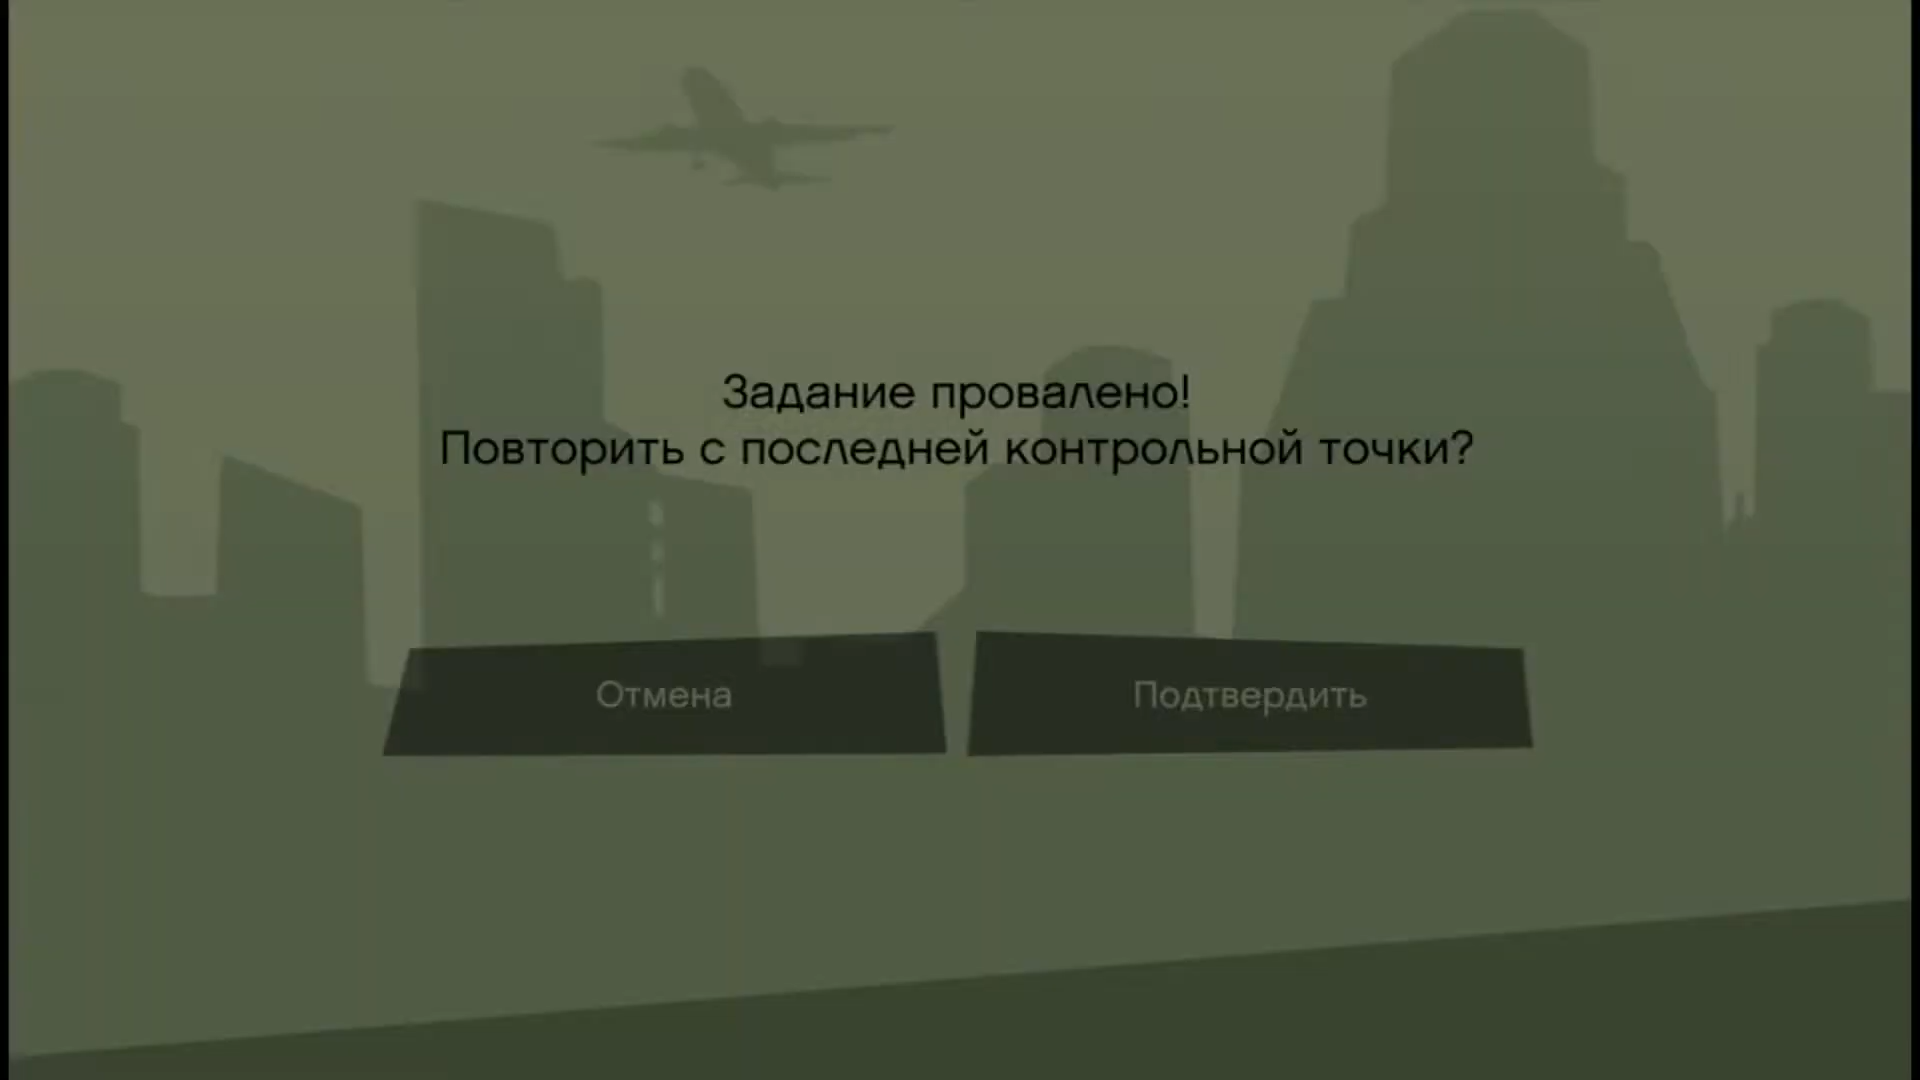 Задание провалено!
Повторить с последней контрольной точки?
Отмена
Подтвердить